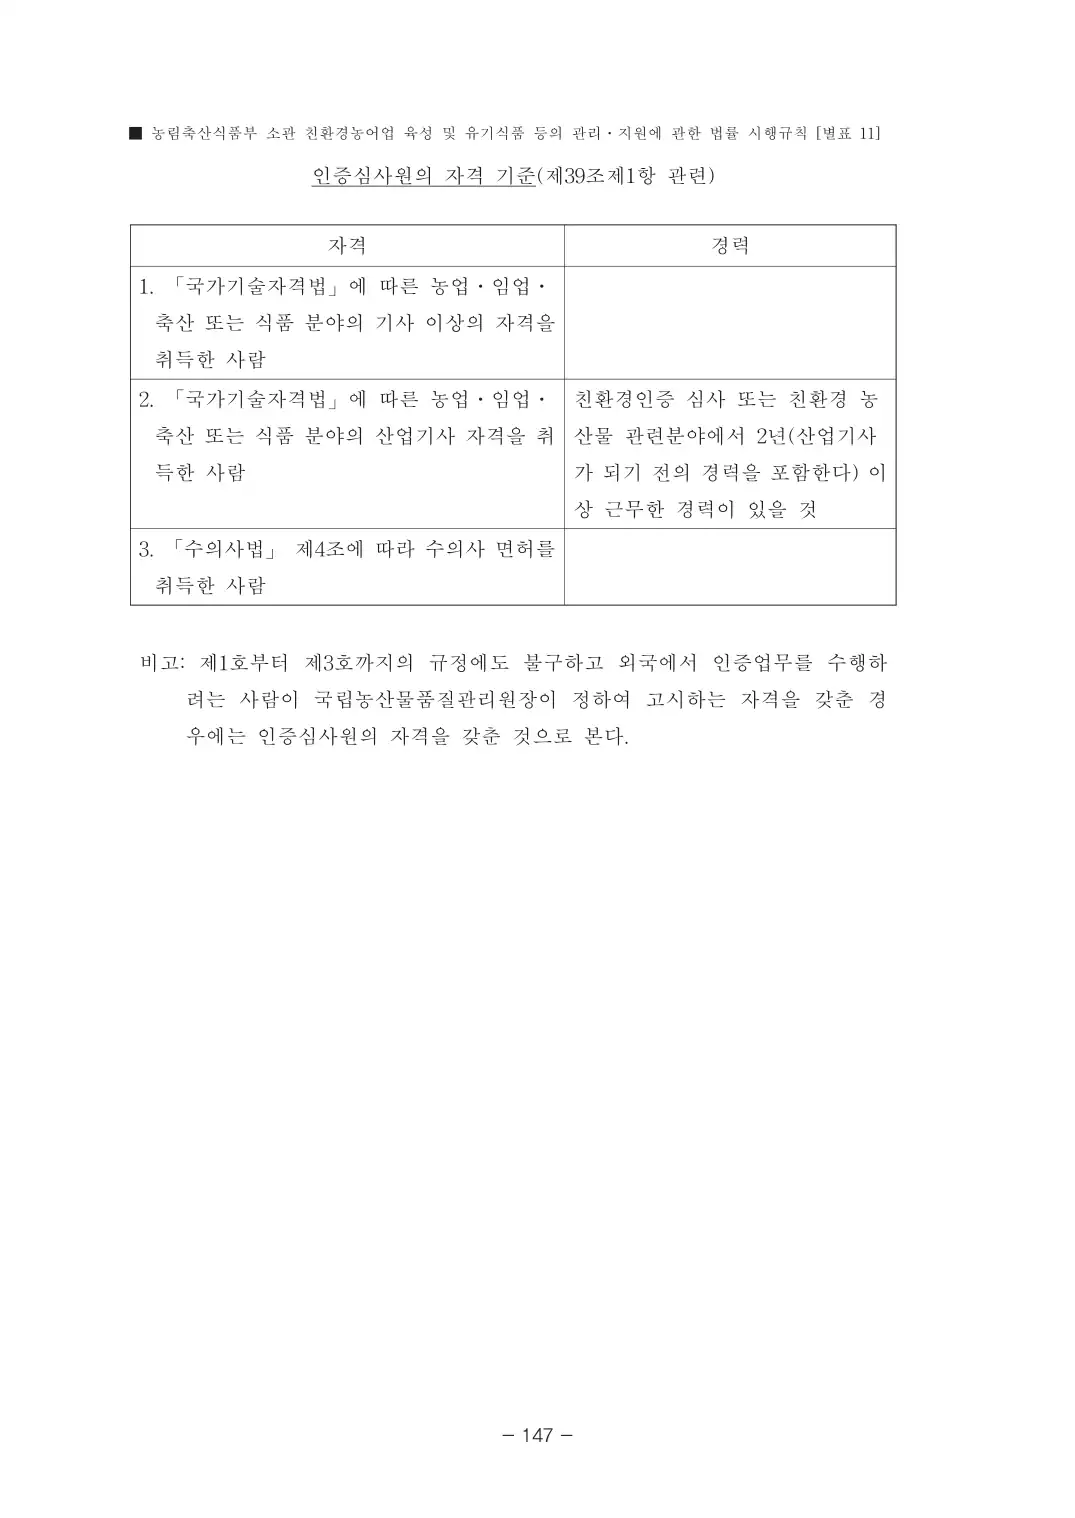 ■ 농림축산식품부 소관 친환경농어업 육성 및 유기식품 등의 관리·지원에 관한 법률 시행규칙 [별표 11]
인증심사원의 자격 기준(제39조제1항 관련)
자격
경력
1. 「국가기술자격법」에 따른 농업·임업·
축산 또는 식품 분야의 기사 이상의 자격을
취득한 사람
2. 「국가기술자격법」에 따른 농업·임업·
축산 또는 식품 분야의 산업기사 자격을 취
득한 사람
친환경인증 심사 또는 친환경 농
산물 관련분야에서 2년(산업기사
가 되기 전의 경력을 포함한다) 이
상 근무한 경력이 있을 것
3. 「수의사법」 제4조에 따라 수의사 면허를
취득한 사람
비고: 제1호부터 제3호까지의 규정에도 불구하고 외국에서 인증업무를 수행하
려는 사람이 국립농산물품질관리원장이 정하여 고시하는 자격을 갖춘 경
우에는 인증심사원의 자격을 갖춘 것으로 본다.
- 147 -